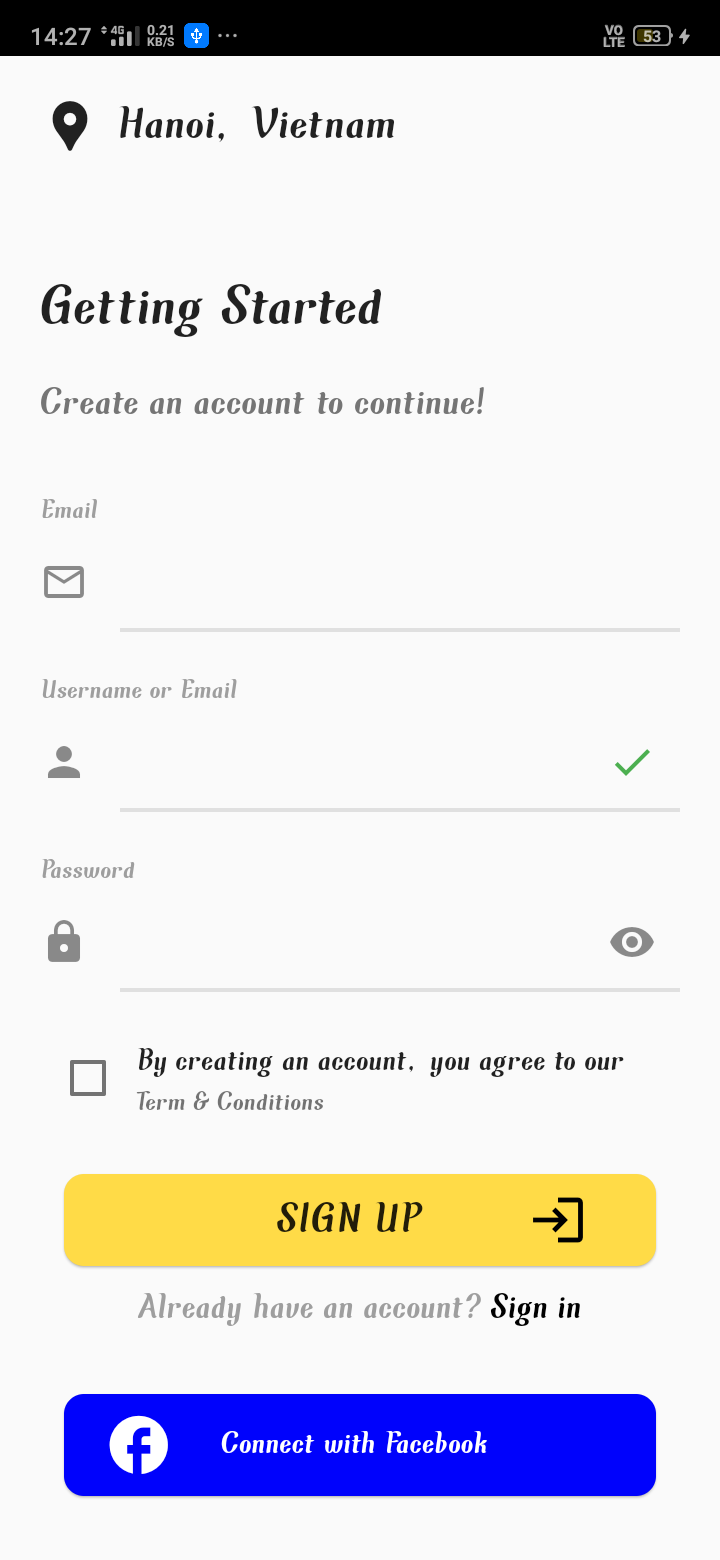 14:27 4G 0.21 KB/S ... VO LTE 53
Hanoi, Vietnam
Getting Started
Create an account to continue!
Email
Username or Email
Password
By creating an account, you agree to our
Term & Conditions
SIGN UP
Already have an account? Sign in
Connect with Facebook